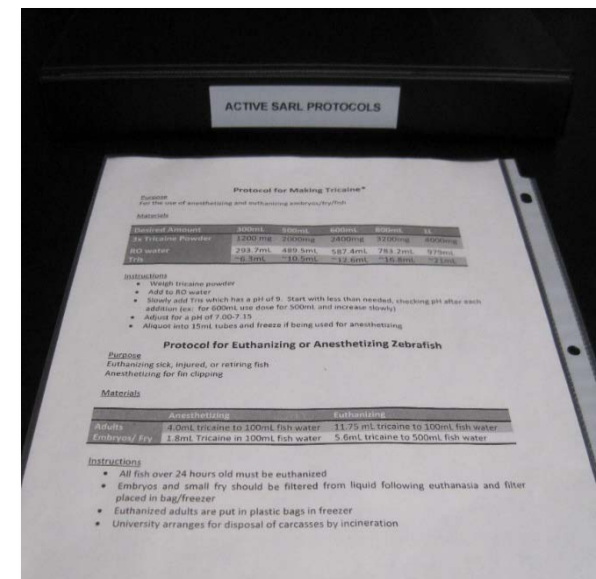 ACTIVE SARL PROTOCOLS
Protocol for Making Tricaine*
Purpose
For the use of anesthetizing and euthanizing embryos/fry/fish
Materials
Desired Amount 300mL 500mL 600mL 800mL 1L
1x Tricaine Powder 1200 mg 2000mg 2400mg 3200mg 4000mg
RO water 293.7mL 489.5mL 587.4mL 783.2mL 979mL
Tris ~6.3mL ~10.5mL ~12.6mL ~16.8mL ~21mL
Instructions
• Weigh tricaine powder
• Add to RO water
• Slowly add Tris which has a pH of 9. Start with less than needed, checking pH after each
addition (ex: for 600mL use dose for 500mL and increase slowly)
• Adjust for a pH of 7.00-7.15
• Aliquot into 15mL tubes and freeze if being used for anesthetizing
Protocol for Euthanizing or Anesthetizing Zebrafish
Purpose
Euthanizing sick, injured, or retiring fish
Anesthetizing for fin clipping
Materials
Anesthetizing Euthanizing
Adults 4.0mL tricaine to 100mL fish water 11.75 mL tricaine to 100mL fish water
Embryos/ Fry 1.8mL Tricaine in 100mL fish water 5.6mL tricaine to 500mL fish water
Instructions
• All fish over 24 hours old must be euthanized
• Embryos and small fry should be filtered from liquid following euthanasia and filter
placed in bag/freezer
• Euthanized adults are put in plastic bags in freezer
• University arranges for disposal of carcasses by incineration